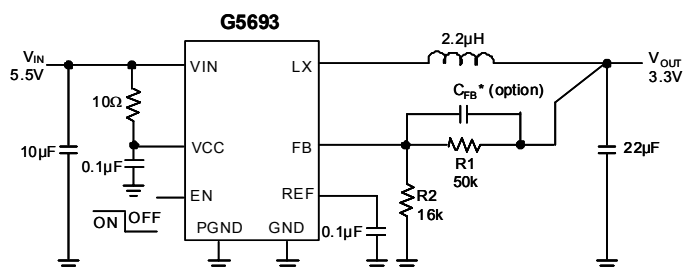 G5693
VIN
5.5V
10Ω
10µF
0.1µF
VIN
VCC
EN
ON OFF
PGND
GND
LX
FB
REF
2.2µH
CFB* (option)
R1
50k
R2
16k
0.1µF
VOUT
3.3V
22µF